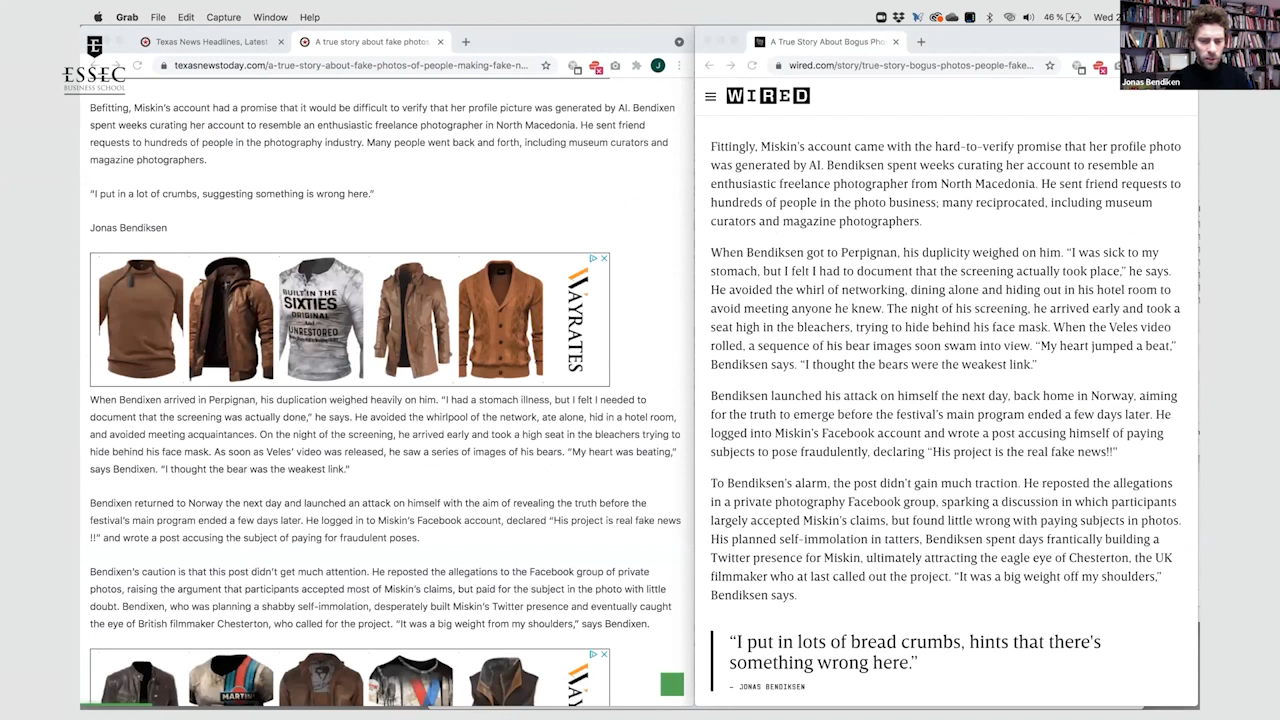 Grab File Edit Capture Window Help
46 %
Wed 2
ESSEC
BUSINESS SCHOOL
Texas News Headlines, Latest
A true story about fake photos
texasnewstoday.com/a-true-story-about-fake-photos-of-people-making-fake-n...
J
Befitting, Miskin's account had a promise that it would be difficult to verify that her profile picture was generated by AI. Bendixen
spent weeks curating her account to resemble an enthusiastic freelance photographer in North Macedonia. He sent friend
requests to hundreds of people in the photography industry. Many people went back and forth, including museum curators and
magazine photographers.
“I put in a lot of crumbs, suggesting something is wrong here.”
Jonas Bendiksen
BUILT IN THE
SIXTIES
ORIGINAL
And
UNRESTORED
WAYRATES
When Bendixen arrived in Perpignan, his duplication weighed heavily on him. “I had a stomach illness, but I felt I needed to
document that the screening was actually done,” he says. He avoided the whirlpool of the network, ate alone, hid in a hotel room,
and avoided meeting acquaintances. On the night of the screening, he arrived early and took a high seat in the bleachers trying to
hide behind his face mask. As soon as Veles’ video was released, he saw a series of images of his bears. “My heart was beating,”
says Bendixen. “I thought the bear was the weakest link.”
Bendixen returned to Norway the next day and launched an attack on himself with the aim of revealing the truth before the
festival’s main program ended a few days later. He logged in to Miskin’s Facebook account, declared “His project is real fake news
!!” and wrote a post accusing the subject of paying for fraudulent poses.
Bendixen’s caution is that this post didn’t get much attention. He reposted the allegations to the Facebook group of private
photos, raising the argument that participants accepted most of Miskin’s claims, but paid for the subject in the photo with little
doubt. Bendixen, who was planning a shabby self-immolation, desperately built Miskin’s Twitter presence and eventually caught
the eye of British filmmaker Chesterton, who called for the project. “It was a big weight from my shoulders,” says Bendixen.
MARTINI
WAYRATES
A True Story About Bogus Pho
wired.com/story/true-story-bogus-photos-people-fake...
Jonas Bendiken
WIRED
Fittingly, Miskin’s account came with the hard-to-verify promise that her profile photo
was generated by AI. Bendiksen spent weeks curating her account to resemble an
enthusiastic freelance photographer from North Macedonia. He sent friend requests to
hundreds of people in the photo business; many reciprocated, including museum
curators and magazine photographers.
When Bendiksen got to Perpignan, his duplicity weighed on him. “I was sick to my
stomach, but I felt I had to document that the screening actually took place,” he says.
He avoided the whirl of networking, dining alone and hiding out in his hotel room to
avoid meeting anyone he knew. The night of his screening, he arrived early and took a
seat high in the bleachers, trying to hide behind his face mask. When the Veles video
rolled, a sequence of his bear images soon swam into view. “My heart jumped a beat,”
Bendiksen says. “I thought the bears were the weakest link.”
Bendiksen launched his attack on himself the next day, back home in Norway, aiming
for the truth to emerge before the festival’s main program ended a few days later. He
logged into Miskin’s Facebook account and wrote a post accusing himself of paying
subjects to pose fraudulently, declaring “His project is the real fake news!!”
To Bendiksen’s alarm, the post didn’t gain much traction. He reposted the allegations
in a private photography Facebook group, sparking a discussion in which participants
largely accepted Miskin’s claims, but found little wrong with paying subjects in photos.
His planned self-immolation in tatters, Bendiksen spent days frantically building a
Twitter presence for Miskin, ultimately attracting the eagle eye of Chesterton, the UK
filmmaker who at last called out the project. “It was a big weight off my shoulders,”
Bendiksen says.
“I put in lots of bread crumbs, hints that there's
something wrong here.”
– JONAS BENDIKSEN